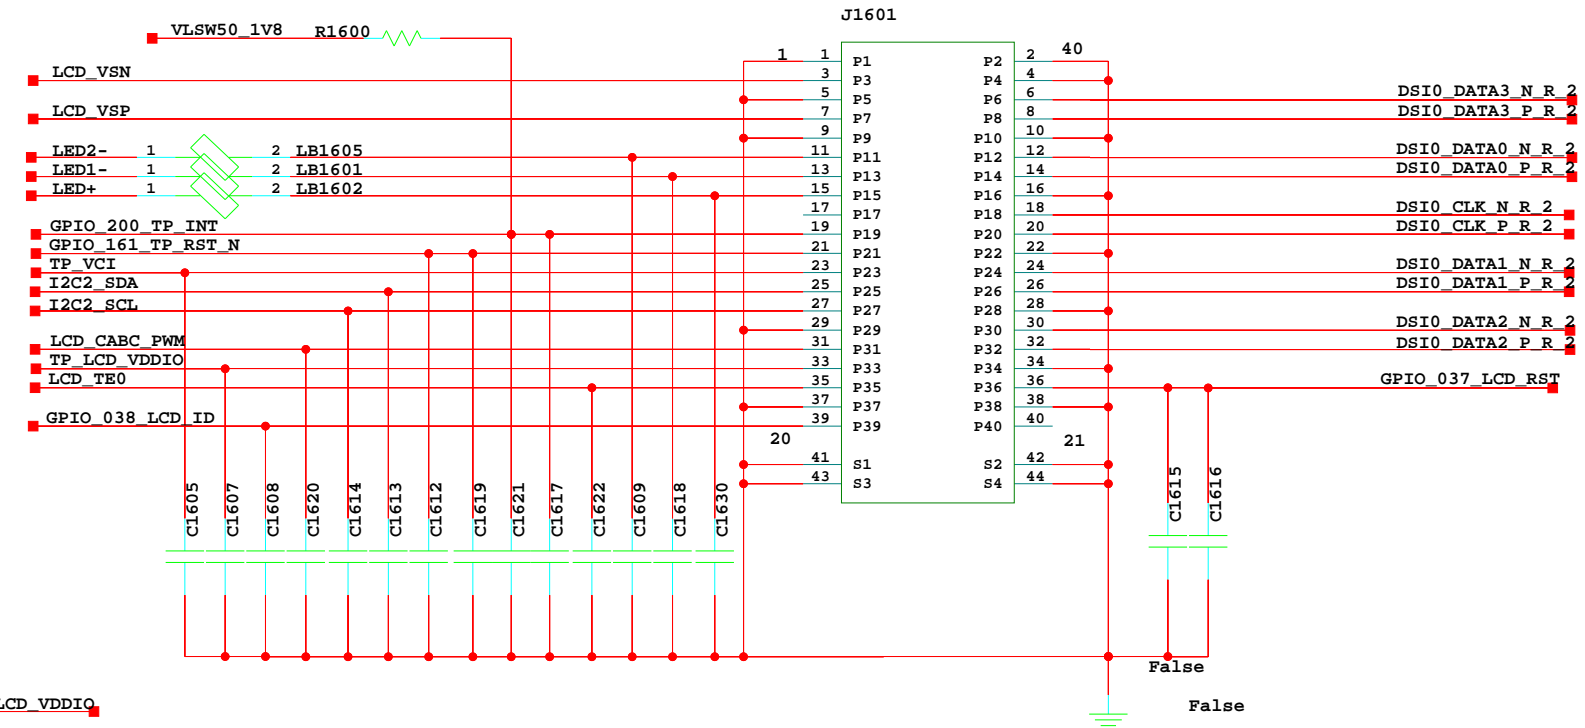 J1601
VLSW50_1V8 R1600
1 1 P1 P2 2 40
LCD_VSN 3 P3 P4 4
5 P5 P6 6 DSI0_DATA3_N_R_2
LCD_VSP 7 P7 P8 8 DSI0_DATA3_P_R_2
9 P9 P10 10
LED2- 1 2 LB1605 11 P11 P12 12 DSI0_DATA0_N_R_2
LED1- 1 2 LB1601 13 P13 P14 14 DSI0_DATA0_P_R_2
LED+ 1 2 LB1602 15 P15 P16 16
17 P17 P18 18 DSI0_CLK_N_R_2
GPIO_200_TP_INT 19 P19 P20 20 DSI0_CLK_P_R_2
GPIO_161_TP_RST_N 21 P21 P22 22
TP_VCI 23 P23 P24 24 DSI0_DATA1_N_R_2
I2C2_SDA 25 P25 P26 26 DSI0_DATA1_P_R_2
I2C2_SCL 27 P27 P28 28
29 P29 P30 30 DSI0_DATA2_N_R_2
LCD_CABC_PWM 31 P31 P32 32 DSI0_DATA2_P_R_2
TP_LCD_VDDIO 33 P33 P34 34
LCD_TE0 35 P35 P36 36 GPIO_037_LCD_RST
37 P37 P38 38
GPIO_038_LCD_ID 39 P39 P40 40
20 21
41 S1 S2 42
43 S3 S4 44
C1605
C1607
C1608
C1620
C1614
C1613
C1612
C1619
C1621
C1617
C1622
C1609
C1618
C1630
C1615
C1616
False
False
LCD_VDDIO